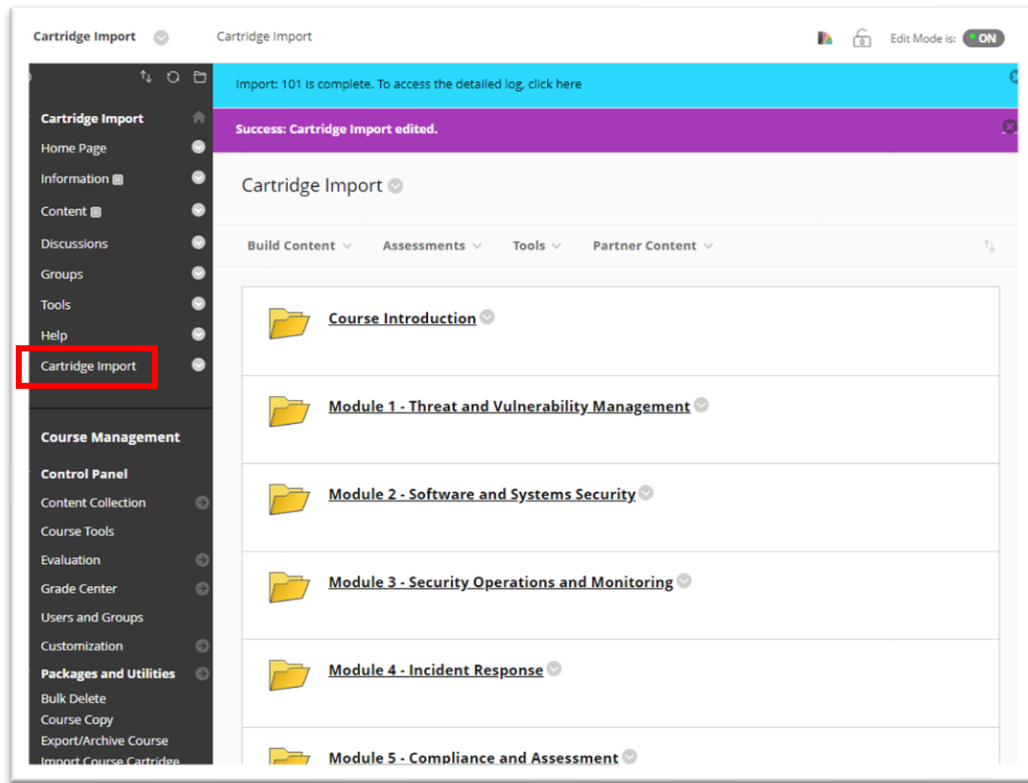 Cartridge Import
Cartridge Import
Edit Mode is: ON
Import: 101 is complete. To access the detailed log, click here
Success: Cartridge Import edited.
Cartridge Import
Home Page
Information
Content
Discussions
Groups
Tools
Help
Cartridge Import
Course Management
Control Panel
Content Collection
Course Tools
Evaluation
Grade Center
Users and Groups
Customization
Packages and Utilities
Bulk Delete
Course Copy
Export/Archive Course
Import Course Cartridge
Cartridge Import
Build Content
Assessments
Tools
Partner Content
Course Introduction
Module 1 - Threat and Vulnerability Management
Module 2 - Software and Systems Security
Module 3 - Security Operations and Monitoring
Module 4 - Incident Response
Module 5 - Compliance and Assessment